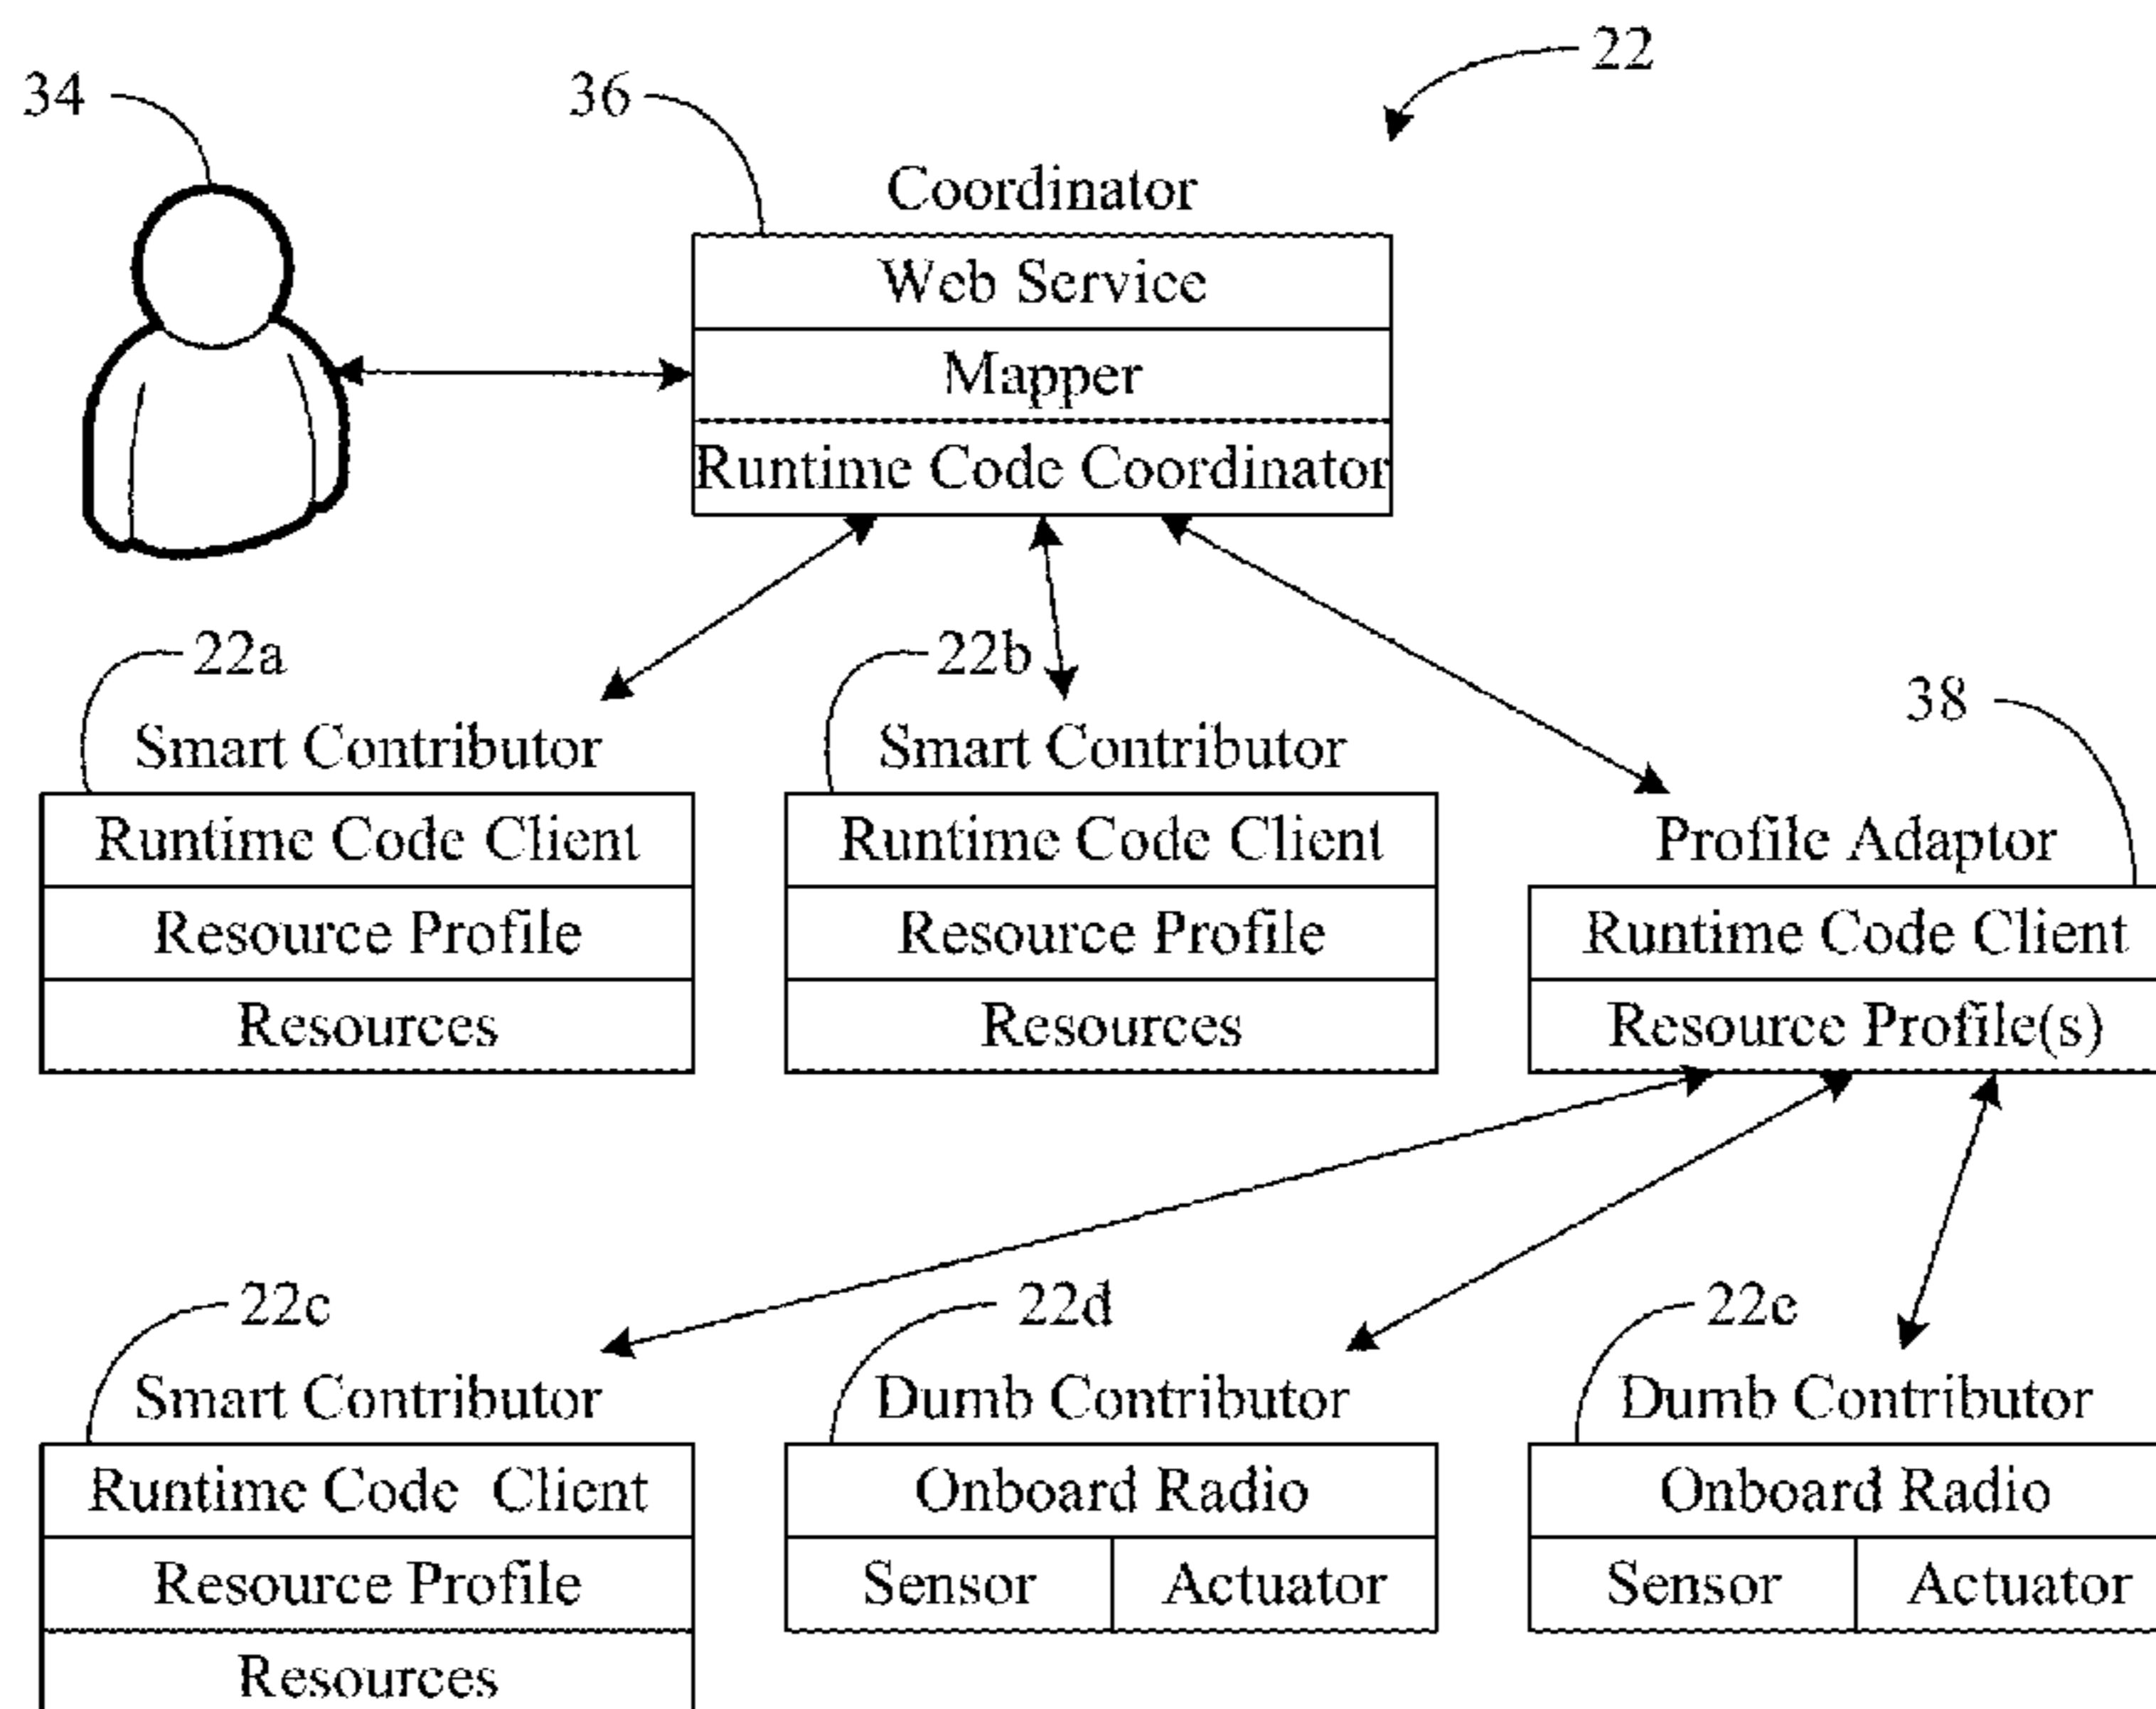 22
34
36
Coordinator
Web Service
Mapper
Runtime Code Coordinator
22a
22b
38
Smart Contributor
Smart Contributor
Runtime Code Client
Runtime Code Client
Profile Adaptor
Resource Profile
Resource Profile
Runtime Code Client
Resources
Resources
Resource Profile(s)
22c
22d
22e
Smart Contributor
Dumb Contributor
Dumb Contributor
Runtime Code Client
Onboard Radio
Onboard Radio
Resource Profile
Sensor
Actuator
Sensor
Actuator
Resources